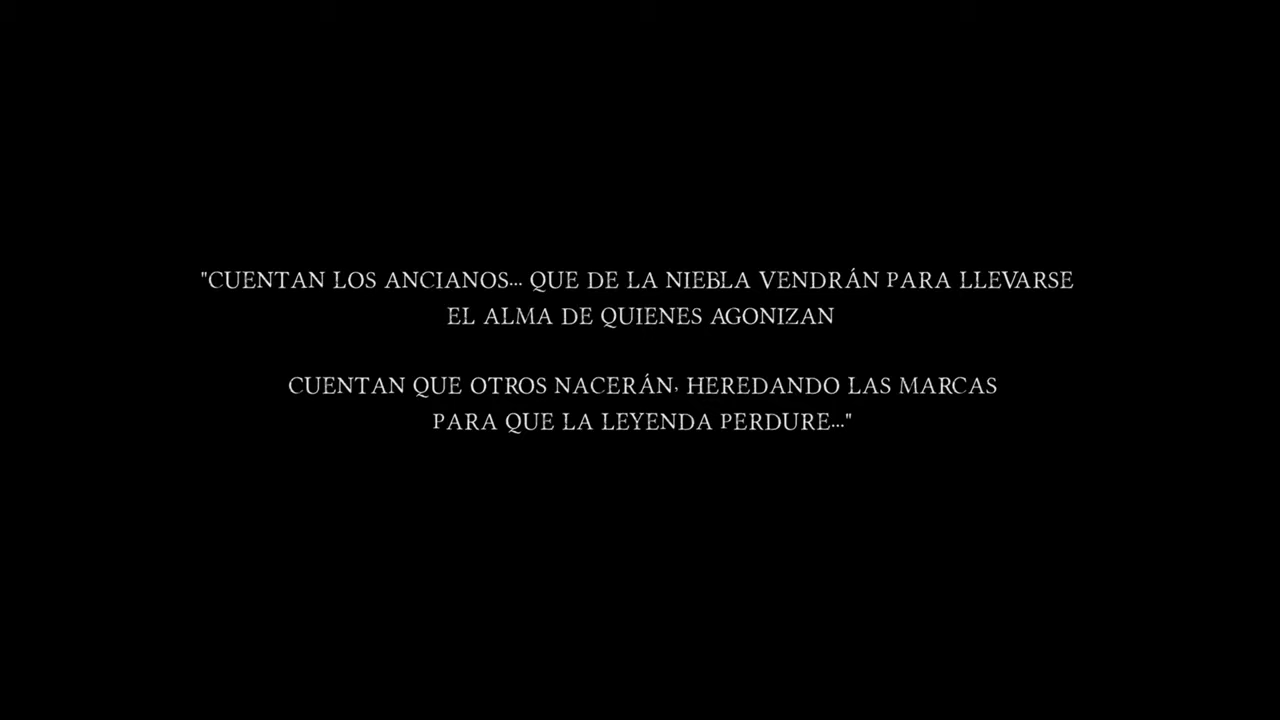 "CUENTAN LOS ANCIANOS... QUE DE LA NIEBLA VENDRÁN PARA LLEVARSE
EL ALMA DE QUIENES AGONIZAN
CUENTAN QUE OTROS NACERÁN, HEREDANDO LAS MARCAS
PARA QUE LA LEYENDA PERDURE..."